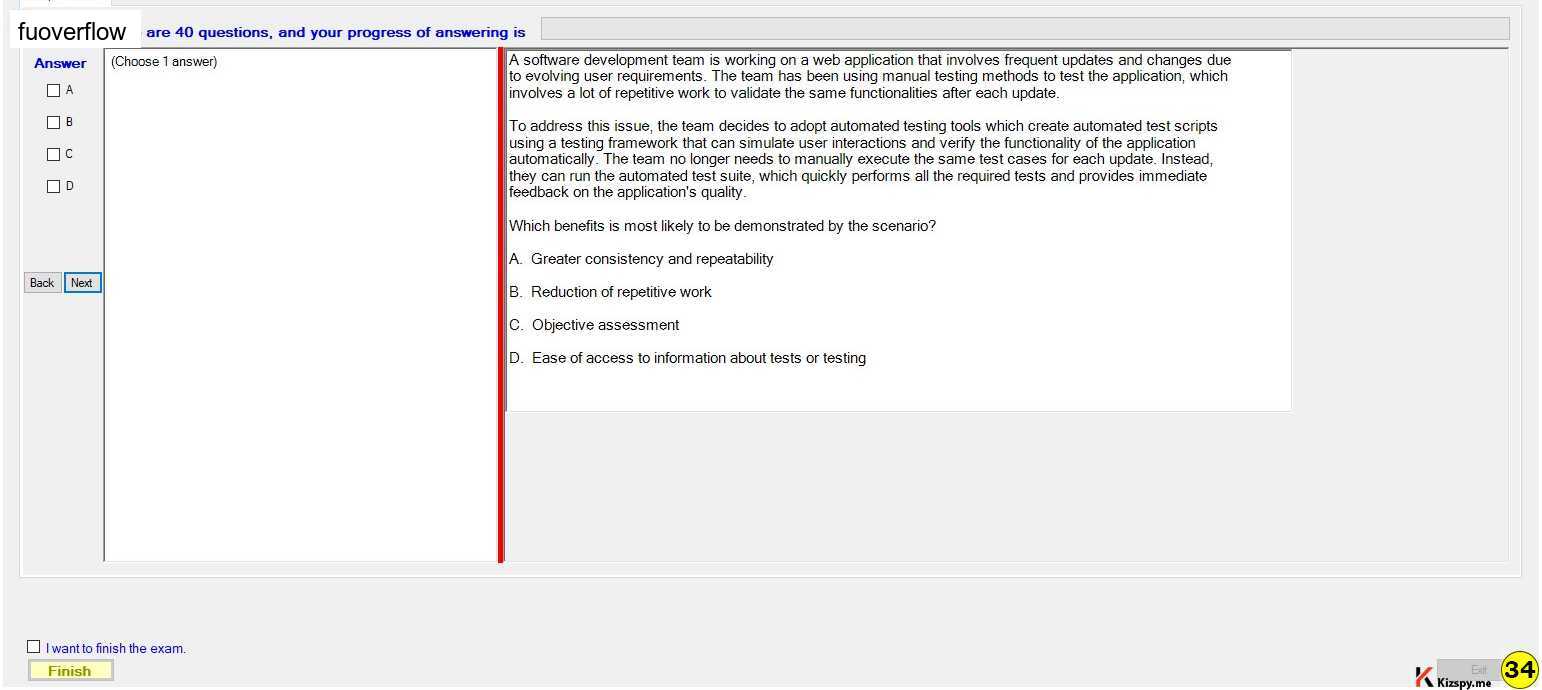 fuoverflow are 40 questions, and your progress of answering is
Answer
A
B
C
D
Back Next
(Choose 1 answer)
A software development team is working on a web application that involves frequent updates and changes due
to evolving user requirements. The team has been using manual testing methods to test the application, which
involves a lot of repetitive work to validate the same functionalities after each update.
To address this issue, the team decides to adopt automated testing tools which create automated test scripts
using a testing framework that can simulate user interactions and verify the functionality of the application
automatically. The team no longer needs to manually execute the same test cases for each update. Instead,
they can run the automated test suite, which quickly performs all the required tests and provides immediate
feedback on the application's quality.
Which benefits is most likely to be demonstrated by the scenario?
A. Greater consistency and repeatability
B. Reduction of repetitive work
C. Objective assessment
D. Ease of access to information about tests or testing
I want to finish the exam.
Finish
Exit
Kizspy.me
34